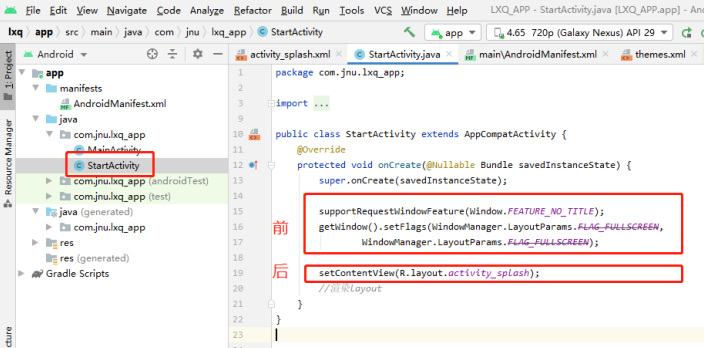 File Edit View Navigate Code Analyze Refactor Build Run Tools VCS Window Help LXQ_APP - StartActivity.java [LXQ_APP.app] - And
lxq app src main java com jnu lxq_app StartActivity app 4.65 720p (Galaxy Nexus) API 29
Android activity_splash.xml StartActivity.java main\AndroidManifest.xml themes.xml
1: Project
Resource Manager
cture
app
manifests
AndroidManifest.xml
java
com.jnu.lxq_app
MainActivity
StartActivity
com.jnu.lxq_app (androidTest)
com.jnu.lxq_app (test)
java (generated)
com.jnu.lxq_app
res
res (generated)
Gradle Scripts
1 package com.jnu.lxq_app;
2
3 import ...
9
10 public class StartActivity extends AppCompatActivity {
11 @Override
12 protected void onCreate(@Nullable Bundle savedInstanceState) {
13 super.onCreate(savedInstanceState);
14
15 supportRequestWindowFeature(Window.FEATURE_NO_TITLE);
16 前 getWindow().setFlags(WindowManager.LayoutParams.FLAG_FULLSCREEN,
17 WindowManager.LayoutParams.FLAG_FULLSCREEN);
18
19 后 setContentView(R.layout.activity_splash);
20 //渲染layout
21 }
22 }
23